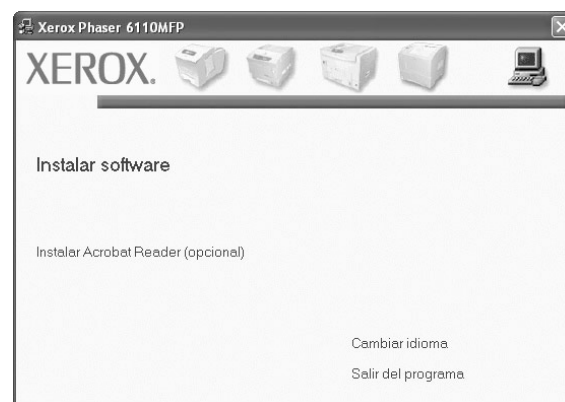 Xerox Phaser 6110MFP
XEROX.
Instalar software
Instalar Acrobat Reader (opcional)
Cambiar idioma
Salir del programa